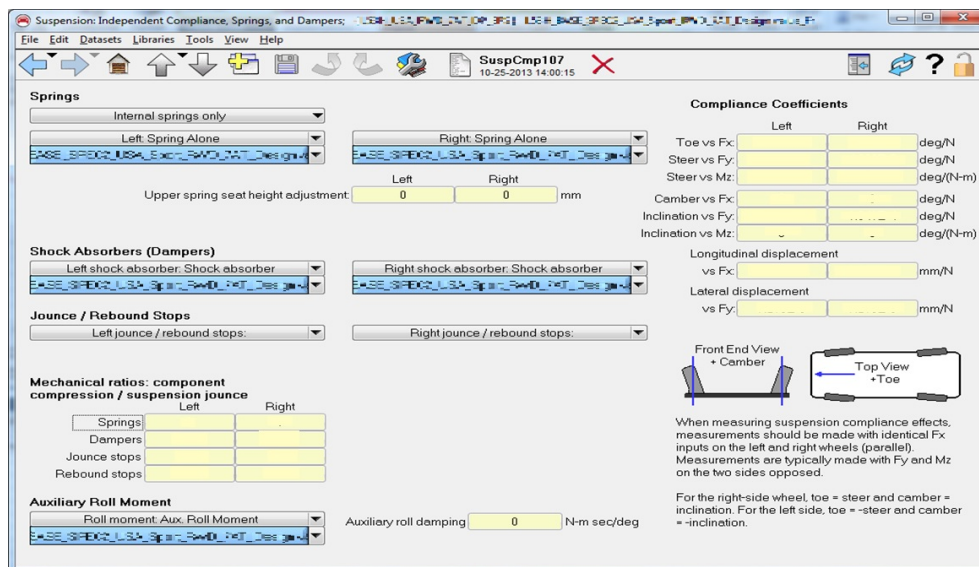 Suspension: Independent Compliance, Springs, and Dampers;
File Edit Datasets Libraries Tools View Help
SuspCmp107
10-25-2013 14:00:15
Springs
Internal springs only
Left: Spring Alone
Right: Spring Alone
Left Right
Upper spring seat height adjustment: 0 0 mm
Shock Absorbers (Dampers)
Left shock absorber: Shock absorber
Right shock absorber: Shock absorber
Jounce / Rebound Stops
Left jounce / rebound stops:
Right jounce / rebound stops:
Mechanical ratios: component
compression / suspension jounce
Left Right
Springs
Dampers
Jounce stops
Rebound stops
Auxiliary Roll Moment
Roll moment: Aux. Roll Moment
Auxiliary roll damping 0 N-m sec/deg
Compliance Coefficients
Left Right
Toe vs Fx: deg/N
Steer vs Fy: deg/N
Steer vs Mz: deg/(N-m)
Camber vs Fx: deg/N
Inclination vs Fy: deg/N
Inclination vs Mz: deg/(N-m)
Longitudinal displacement
vs Fx: mm/N
Lateral displacement
vs Fy: mm/N
Front End View
+ Camber
Top View
+Toe
When measuring suspension compliance effects,
measurements should be made with identical Fx
inputs on the left and right wheels (parallel).
Measurements are typically made with Fy and Mz
on the two sides opposed.
For the right-side wheel, toe = steer and camber =
inclination. For the left side, toe = -steer and camber
= -inclination.